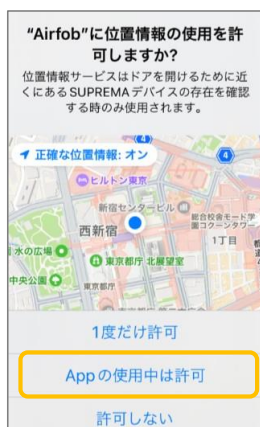 “Airfob”に位置情報の使用を許
可しますか?
位置情報サービスはドアを開けるために近
くにあるSUPREMAデバイスの存在を確認
する時のみ使用されます。
正確な位置情報: オン
4
4
ヒルトン東京
新宿センタービル
総合校舎モード学
園コクーンタワー
西新宿
1丁目
水の広場
東京都庁 北展望室
中央公園
東京都庁
1度だけ許可
Appの使用中は許可
許可しない